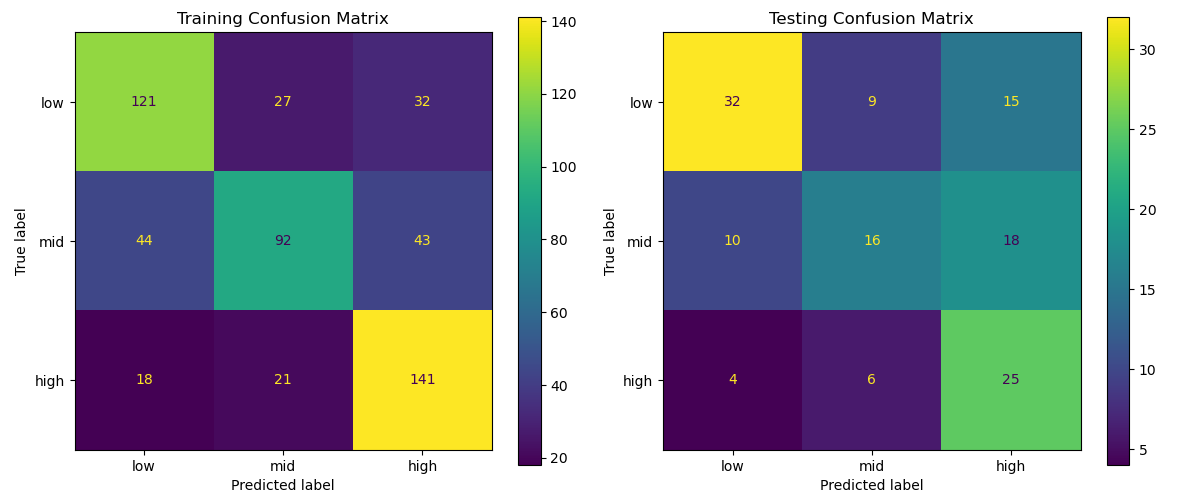 Training Confusion Matrix
low
121
27
32
mid
44
92
43
high
18
21
141
low
mid
high
Predicted label
True label
140
120
100
80
60
40
20
Testing Confusion Matrix
low
32
9
15
mid
10
16
18
high
4
6
25
low
mid
high
Predicted label
True label
30
25
20
15
10
5